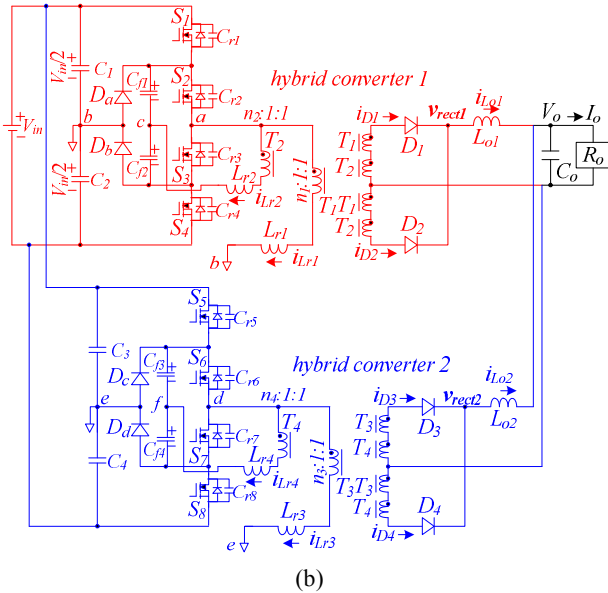 S1
Cr1
Vin/2
C1
Cf1
S2
Da
Cr2
hybrid converter 1
Vin
b
c
a
n2:1:1
iD1
vrect1
iLo1
Vo
Io
Db
T2
T1
D1
Lo1
Cr3
T2
Co
Ro
Vin/2
C2
Cf2
S3
Lr2
n1:1:1
T1
T1
Cr4
iLr2
T2
D2
S4
Lr1
b
iLr1
iD2
S5
Cr5
C3
Cf3
S6
hybrid converter 2
Dc
Cr6
iLo2
e
f
d
n4:1:1
iD3
vrect2
Dd
T4
T3
D3
Lo2
Cr7
T4
C4
Cf4
S7
Lr4
n3:1:1
T3
T3
Cr8
iLr4
T4
D4
S8
Lr3
e
iLr3
iD4
(b)